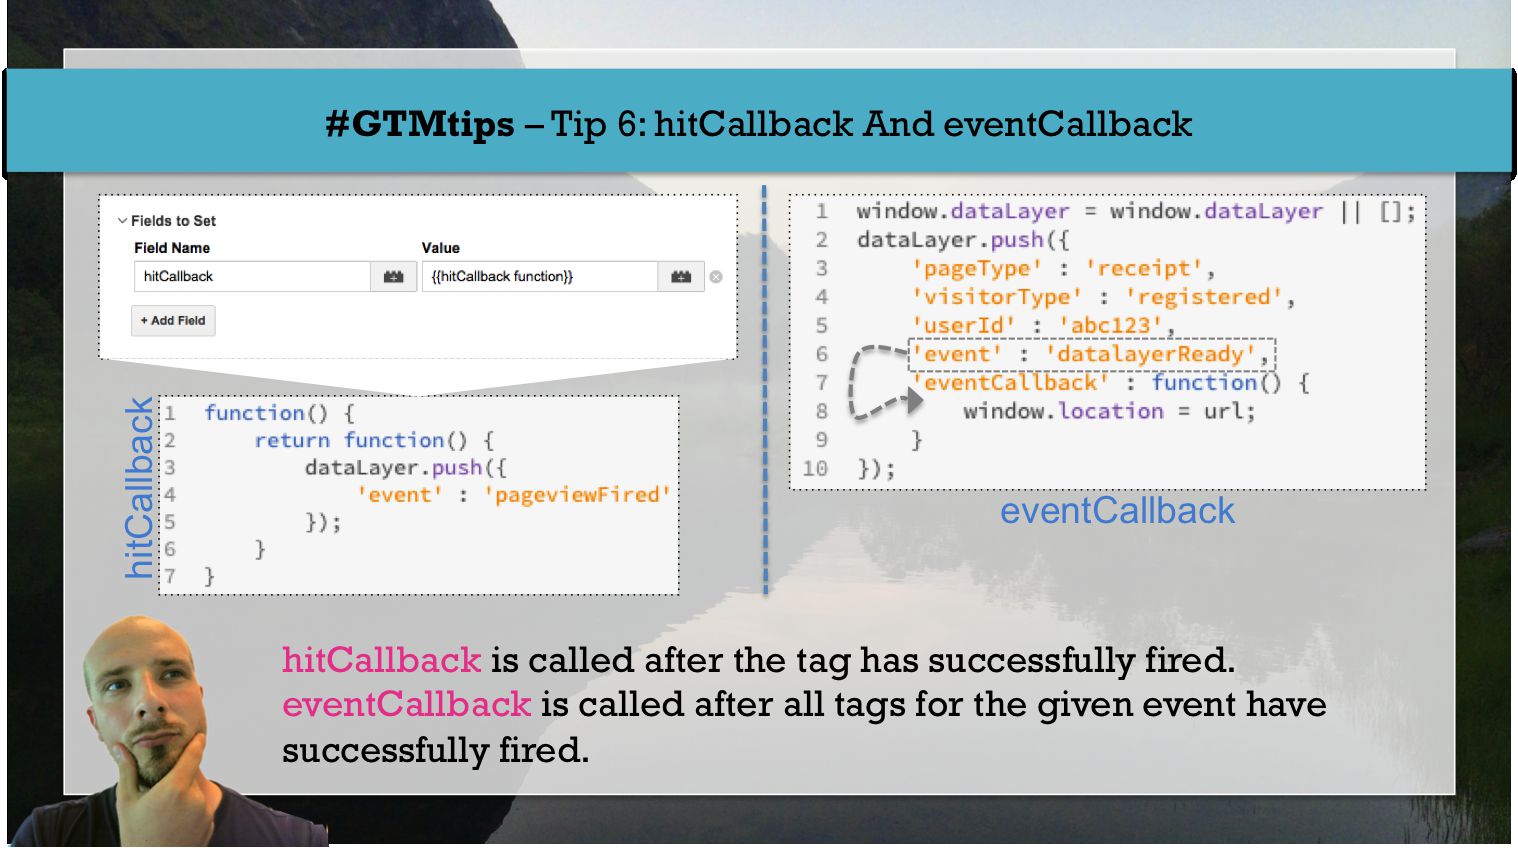 #GTMtips – Tip 6: hitCallback And eventCallback
Fields to Set
Field Name Value
hitCallback {{hitCallback function}}
+ Add Field
hitCallback
1 function() {
2 return function() {
3 dataLayer.push({
4 'event' : 'pageviewFired'
5 });
6 }
7 }
1 window.dataLayer = window.dataLayer || [];
2 dataLayer.push({
3 'pageType' : 'receipt',
4 'visitorType' : 'registered',
5 'userId' : 'abc123',
6 'event' : 'datalayerReady',
7 'eventCallback' : function() {
8 window.location = url;
9 }
10 });
eventCallback
hitCallback is called after the tag has successfully fired.
eventCallback is called after all tags for the given event have
successfully fired.